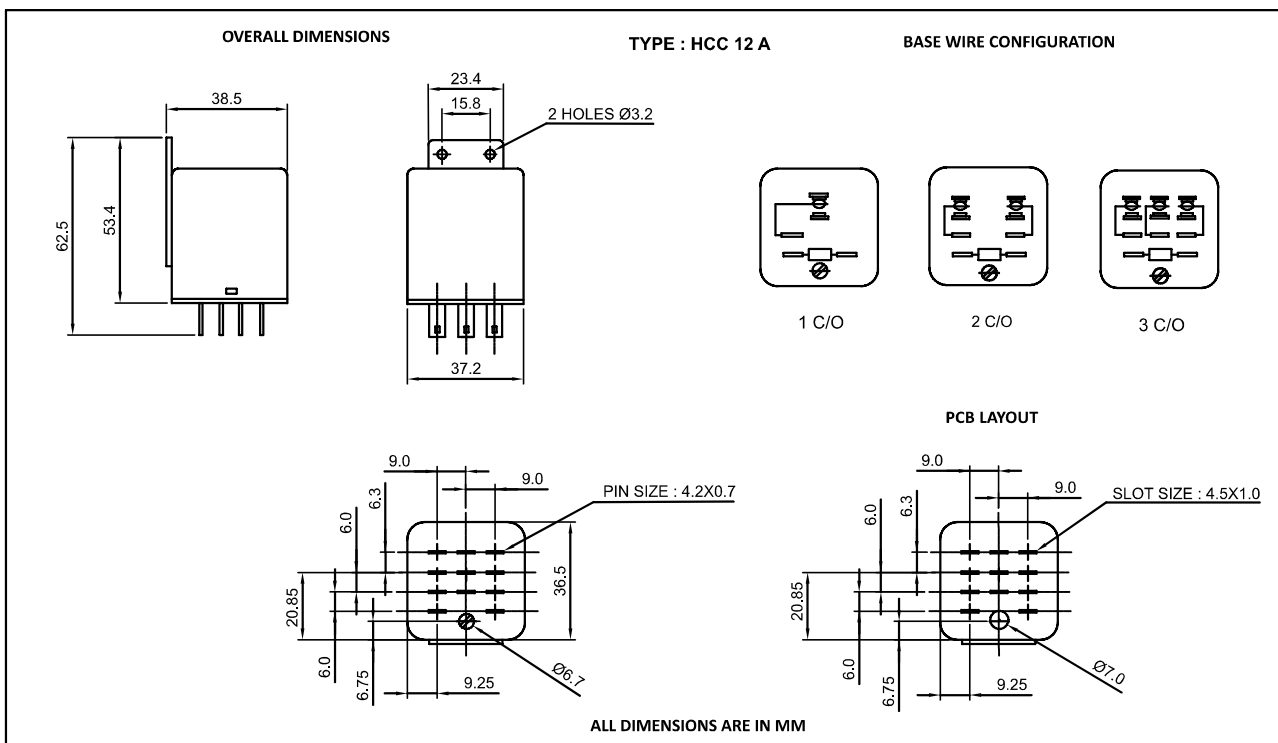 OVERALL DIMENSIONS
TYPE : HCC 12 A
BASE WIRE CONFIGURATION
38.5
62.5
53.4
23.4
15.8
2 HOLES Ø3.2
37.2
1 C/O
2 C/O
3 C/O
9.0
9.0
PIN SIZE : 4.2X0.7
6.3
6.0
20.85
36.5
6.0
6.75
9.25
Ø6.7
PCB LAYOUT
9.0
9.0
SLOT SIZE : 4.5X1.0
6.3
6.0
20.85
6.0
6.75
9.25
Ø7.0
ALL DIMENSIONS ARE IN MM